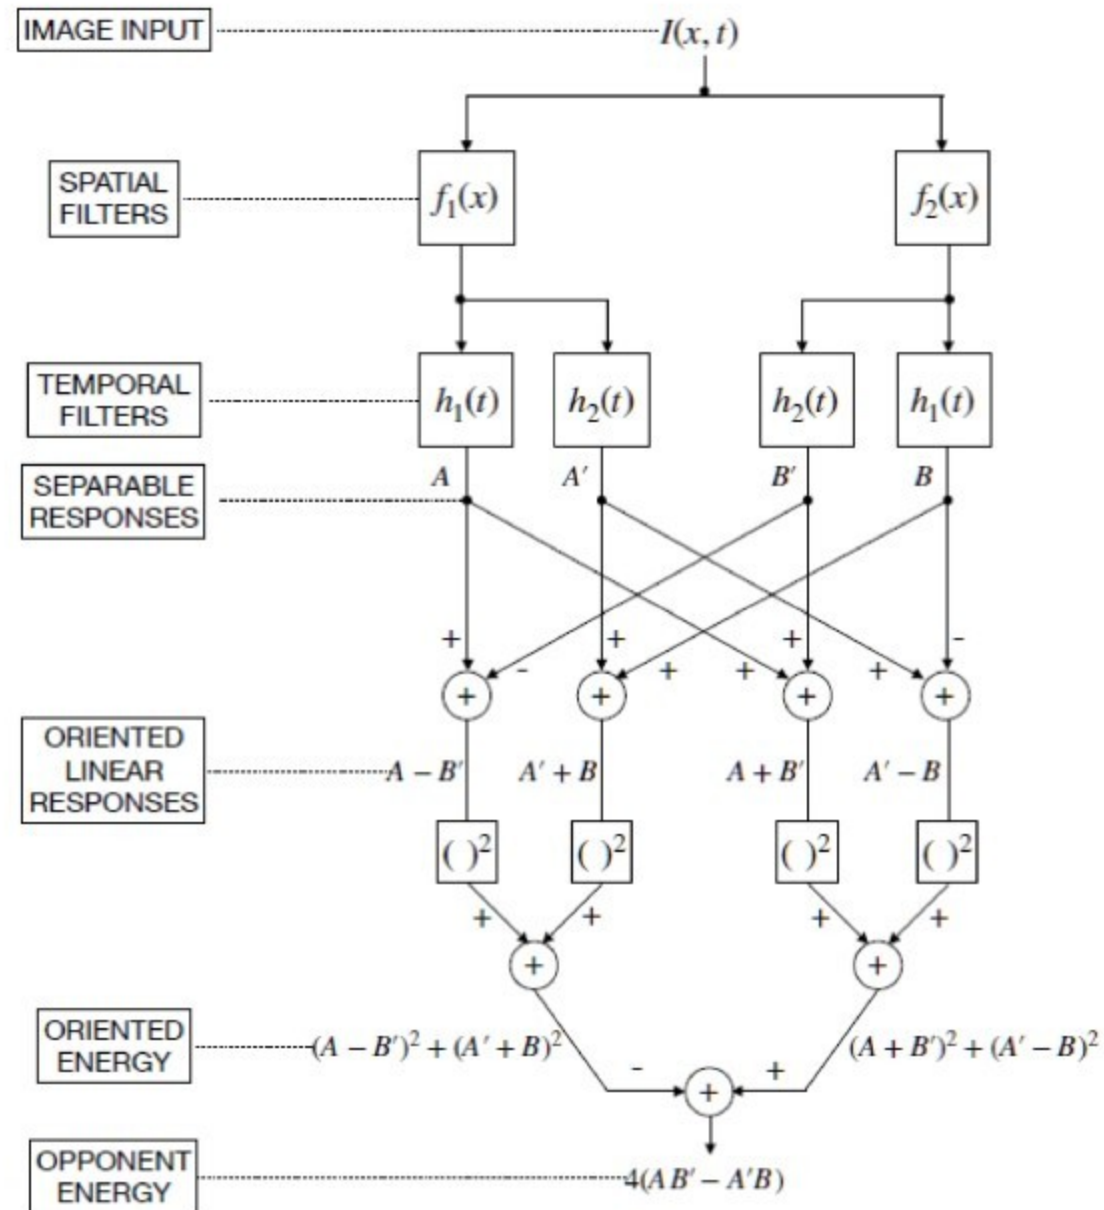 IMAGE INPUT
I(x, t)
SPATIAL
FILTERS
f₁(x)
f₂(x)
TEMPORAL
FILTERS
h₁(t)
h₂(t)
h₂(t)
h₁(t)
SEPARABLE
RESPONSES
A
A′
B′
B
+
-
+
+
+
+
+
-
+
+
+
+
ORIENTED
LINEAR
RESPONSES
A − B′
A′ + B
A + B′
A′ − B
( )²
( )²
( )²
( )²
+
+
+
+
+
+
ORIENTED
ENERGY
(A − B′)² + (A′ + B)²
(A + B′)² + (A′ − B)²
-
+
+
OPPONENT
ENERGY
4(AB′ − A′B)